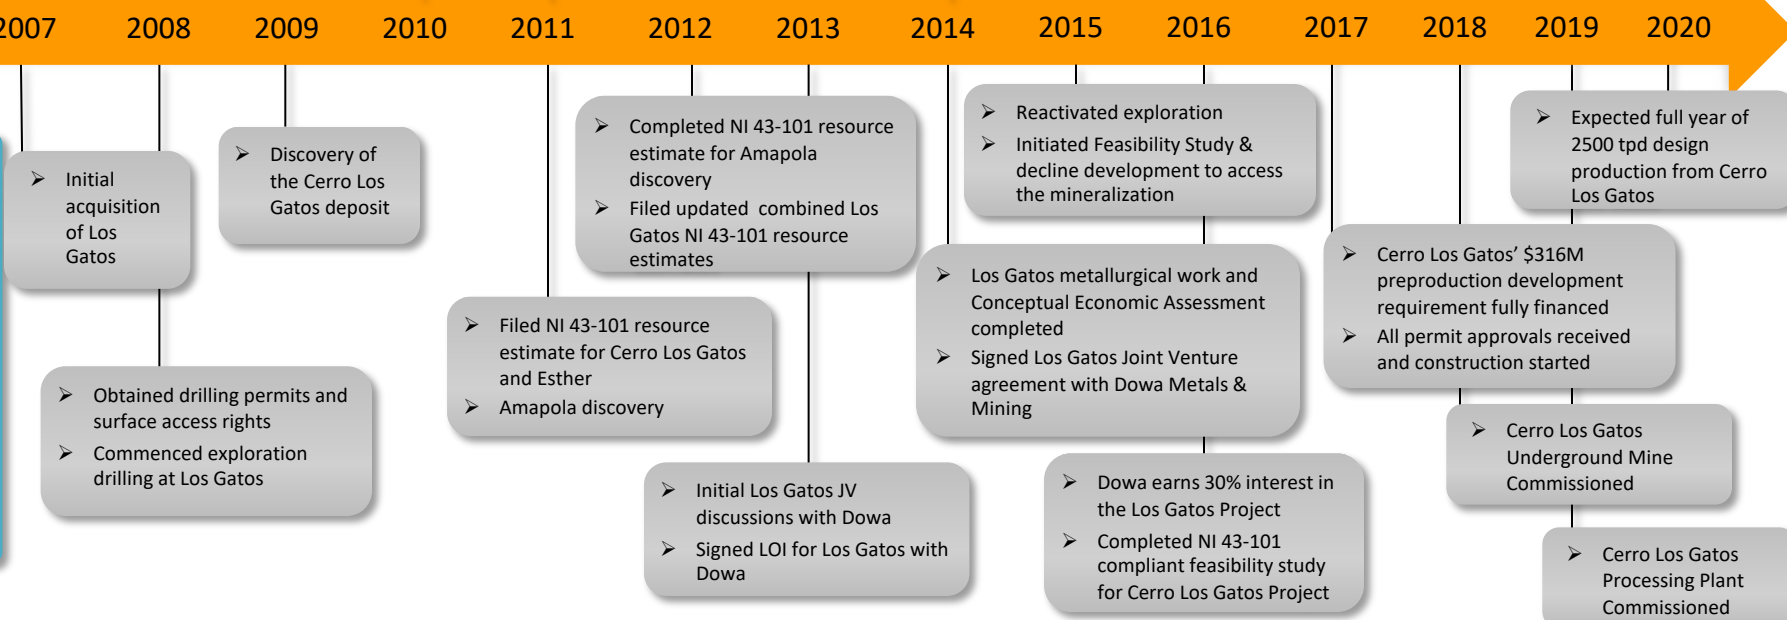 2007 2008 2009 2010 2011 2012 2013 2014 2015 2016 2017 2018 2019 2020
➢ Initial
acquisition
of Los
Gatos
➢ Obtained drilling permits and
surface access rights
➢ Commenced exploration
drilling at Los Gatos
➢ Discovery of
the Cerro Los
Gatos deposit
➢ Filed NI 43-101 resource
estimate for Cerro Los Gatos
and Esther
➢ Amapola discovery
➢ Completed NI 43-101 resource
estimate for Amapola
discovery
➢ Filed updated combined Los
Gatos NI 43-101 resource
estimates
➢ Initial Los Gatos JV
discussions with Dowa
➢ Signed LOI for Los Gatos with
Dowa
➢ Los Gatos metallurgical work and
Conceptual Economic Assessment
completed
➢ Signed Los Gatos Joint Venture
agreement with Dowa Metals &
Mining
➢ Reactivated exploration
➢ Initiated Feasibility Study &
decline development to access
the mineralization
➢ Dowa earns 30% interest in
the Los Gatos Project
➢ Completed NI 43-101
compliant feasibility study
for Cerro Los Gatos Project
➢ Cerro Los Gatos’ $316M
preproduction development
requirement fully financed
➢ All permit approvals received
and construction started
➢ Cerro Los Gatos
Underground Mine
Commissioned
➢ Cerro Los Gatos
Processing Plant
Commissioned
➢ Expected full year of
2500 tpd design
production from Cerro
Los Gatos